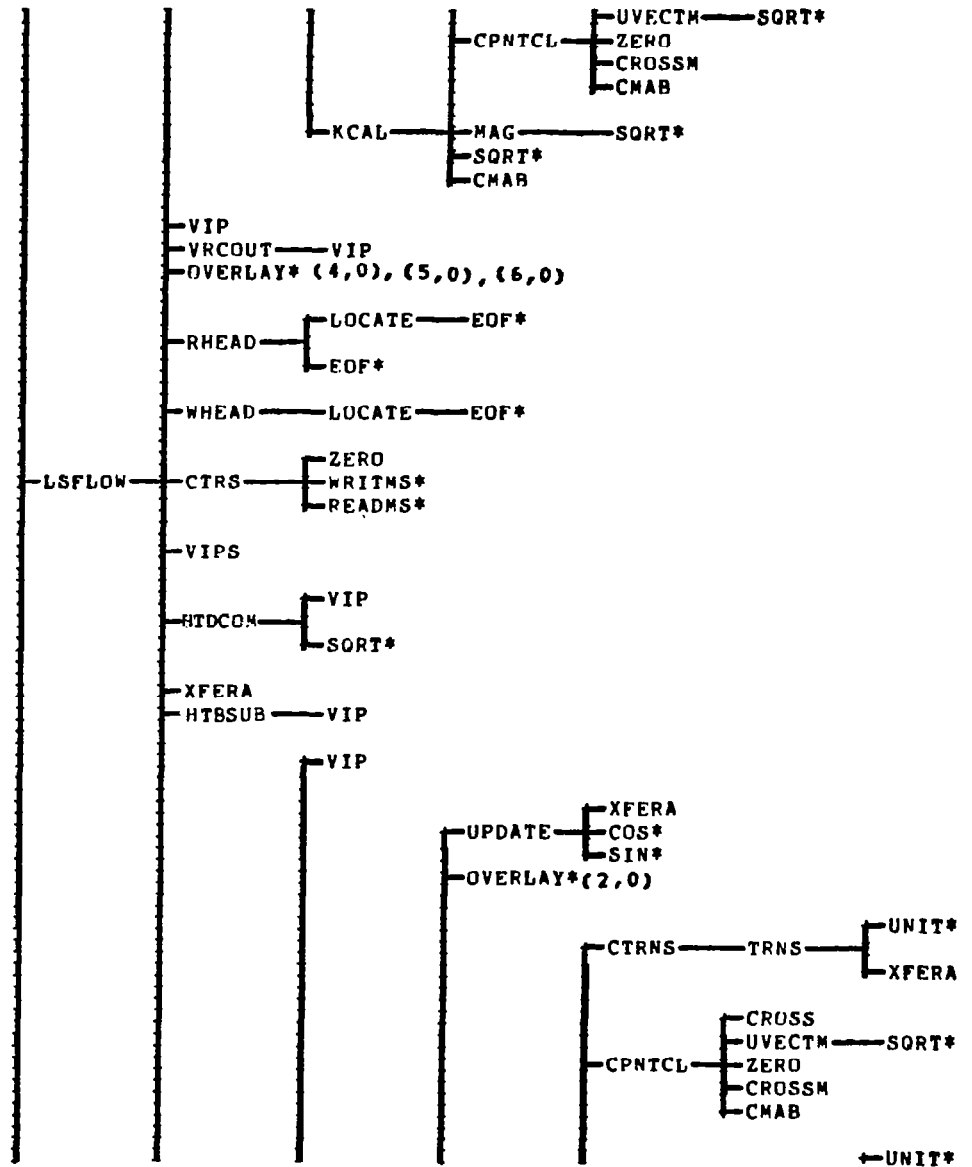 UVECTM SQRT*
CPNTCL ZERO
CROSSM
CMAB
KCAL MAG SQRT*
SQRT*
CMAB
VIP
VRCOUT VIP
OVERLAY* (4,0), (5,0), (6,0)
LOCATE EOF*
RHEAD
EOF*
WHEAD LOCATE EOF*
ZERO
LSFLOW CTRS WRITMS*
READMS*
VIPS
VIP
HTDCOM
SQRT*
XFERA
HTBSUB VIP
VIP
XFERA
UPDATE COS*
SIN*
OVERLAY*(2,0)
UNIT*
CTRNS TRNS
XFERA
CROSS
UVECTM SQRT*
CPNTCL ZERO
CROSSM
CMAB
UNIT*